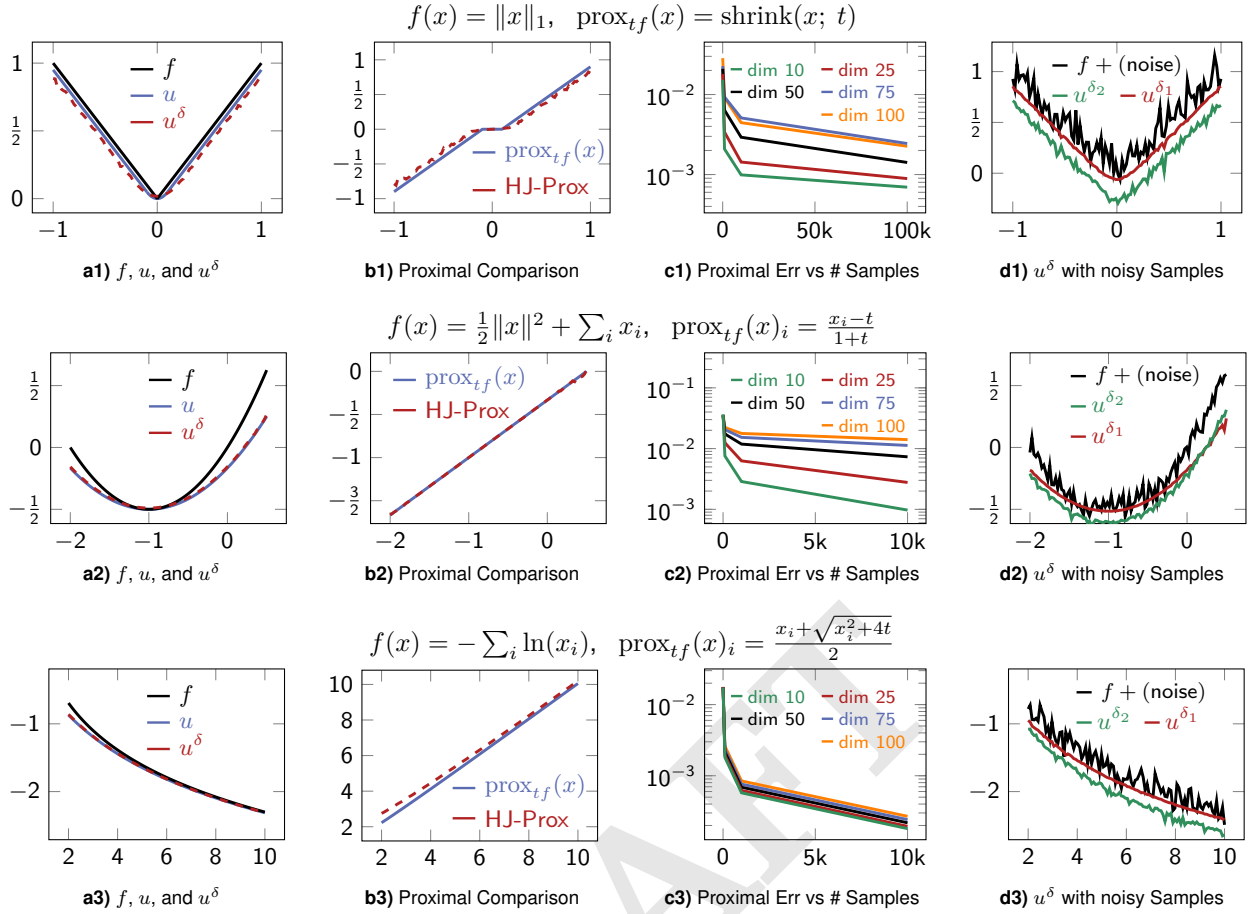 f(x) = ‖x‖₁, prox_{tf}(x) = shrink(x; t)
1
1/2
0
−1 0 1
f
u
u^δ
a1) f, u, and u^δ
1
1/2
0
−1/2
−1
−1 0 1
prox_{tf}(x)
HJ-Prox
b1) Proximal Comparison
10^{−2}
10^{−3}
0 50k 100k
dim 10 dim 25
dim 50 dim 75
dim 100
c1) Proximal Err vs # Samples
1
1/2
0
−1 0 1
f + (noise)
u^{δ₂} u^{δ₁}
d1) u^δ with noisy Samples
f(x) = ½‖x‖² + ∑_i x_i, prox_{tf}(x)_i = (x_i−t)/(1+t)
1/2
0
−1/2
−2 −1 0
f
u
u^δ
a2) f, u, and u^δ
0
−1/2
−1
−3/2
−2 −1 0
prox_{tf}(x)
HJ-Prox
b2) Proximal Comparison
10^{−1}
10^{−2}
10^{−3}
0 5k 10k
dim 10 dim 25
dim 50 dim 75
dim 100
c2) Proximal Err vs # Samples
1/2
0
−1/2
−2 −1 0
f + (noise)
u^{δ₂}
u^{δ₁}
d2) u^δ with noisy Samples
f(x) = −∑_i ln(x_i), prox_{tf}(x)_i = (x_i+√(x_i²+4t))/2
−1
−2
2 4 6 8 10
f
u
u^δ
a3) f, u, and u^δ
10
8
6
4
2
2 4 6 8 10
prox_{tf}(x)
HJ-Prox
b3) Proximal Comparison
10^{−2}
10^{−3}
0 5k 10k
dim 10 dim 25
dim 50 dim 75
dim 100
c3) Proximal Err vs # Samples
−1
−2
2 4 6 8 10
f + (noise)
u^{δ₂} u^{δ₁}
d3) u^δ with noisy Samples
AFT